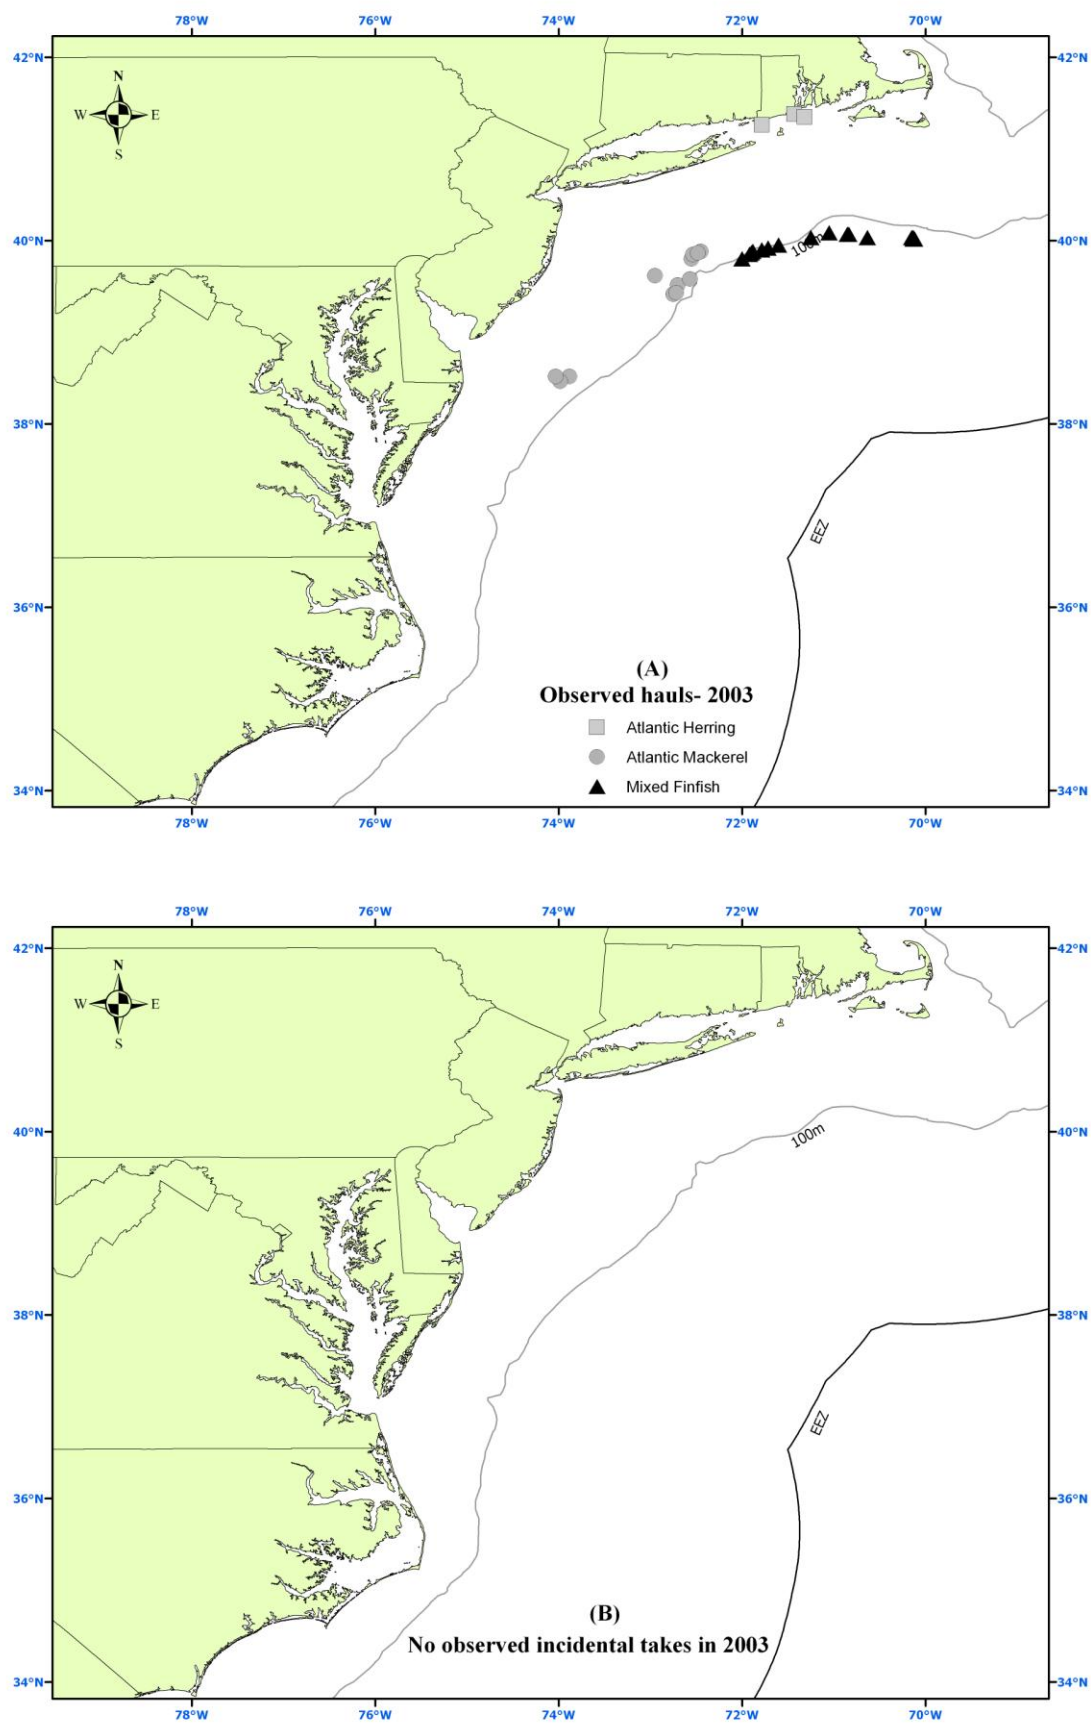 78°W 76°W 74°W 72°W 70°W
42°N 42°N
N
W E
S
40°N 40°N
100m
38°N 38°N
EEZ
36°N 36°N
(A)
Observed hauls- 2003
Atlantic Herring
Atlantic Mackerel
Mixed Finfish
34°N 34°N
78°W 76°W 74°W 72°W 70°W
78°W 76°W 74°W 72°W 70°W
42°N 42°N
N
W E
S
40°N 40°N
100m
38°N 38°N
EEZ
36°N 36°N
(B)
No observed incidental takes in 2003
34°N 34°N
78°W 76°W 74°W 72°W 70°W